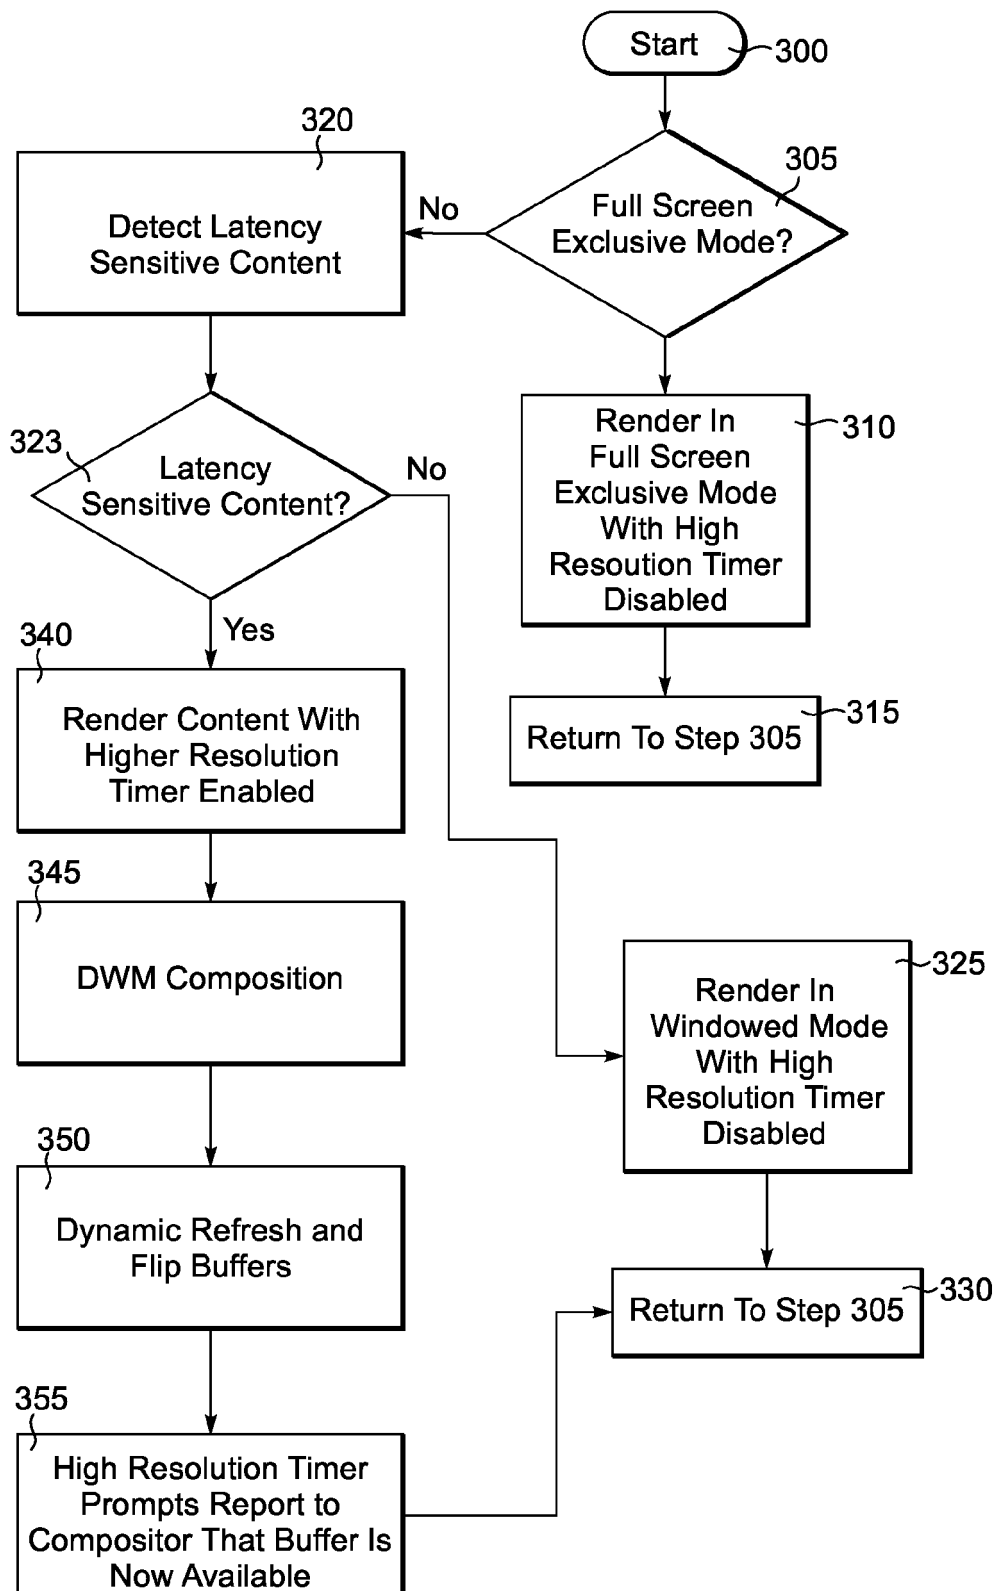 Start
300
305
Full Screen
Exclusive Mode?
No
320
Detect Latency
Sensitive Content
323
Latency
Sensitive Content?
No
Yes
310
Render In
Full Screen
Exclusive Mode
With High
Resoution Timer
Disabled
315
Return To Step 305
340
Render Content With
Higher Resolution
Timer Enabled
345
DWM Composition
325
Render In
Windowed Mode
With High
Resolution Timer
Disabled
350
Dynamic Refresh and
Flip Buffers
330
Return To Step 305
355
High Resolution Timer
Prompts Report to
Compositor That Buffer Is
Now Available